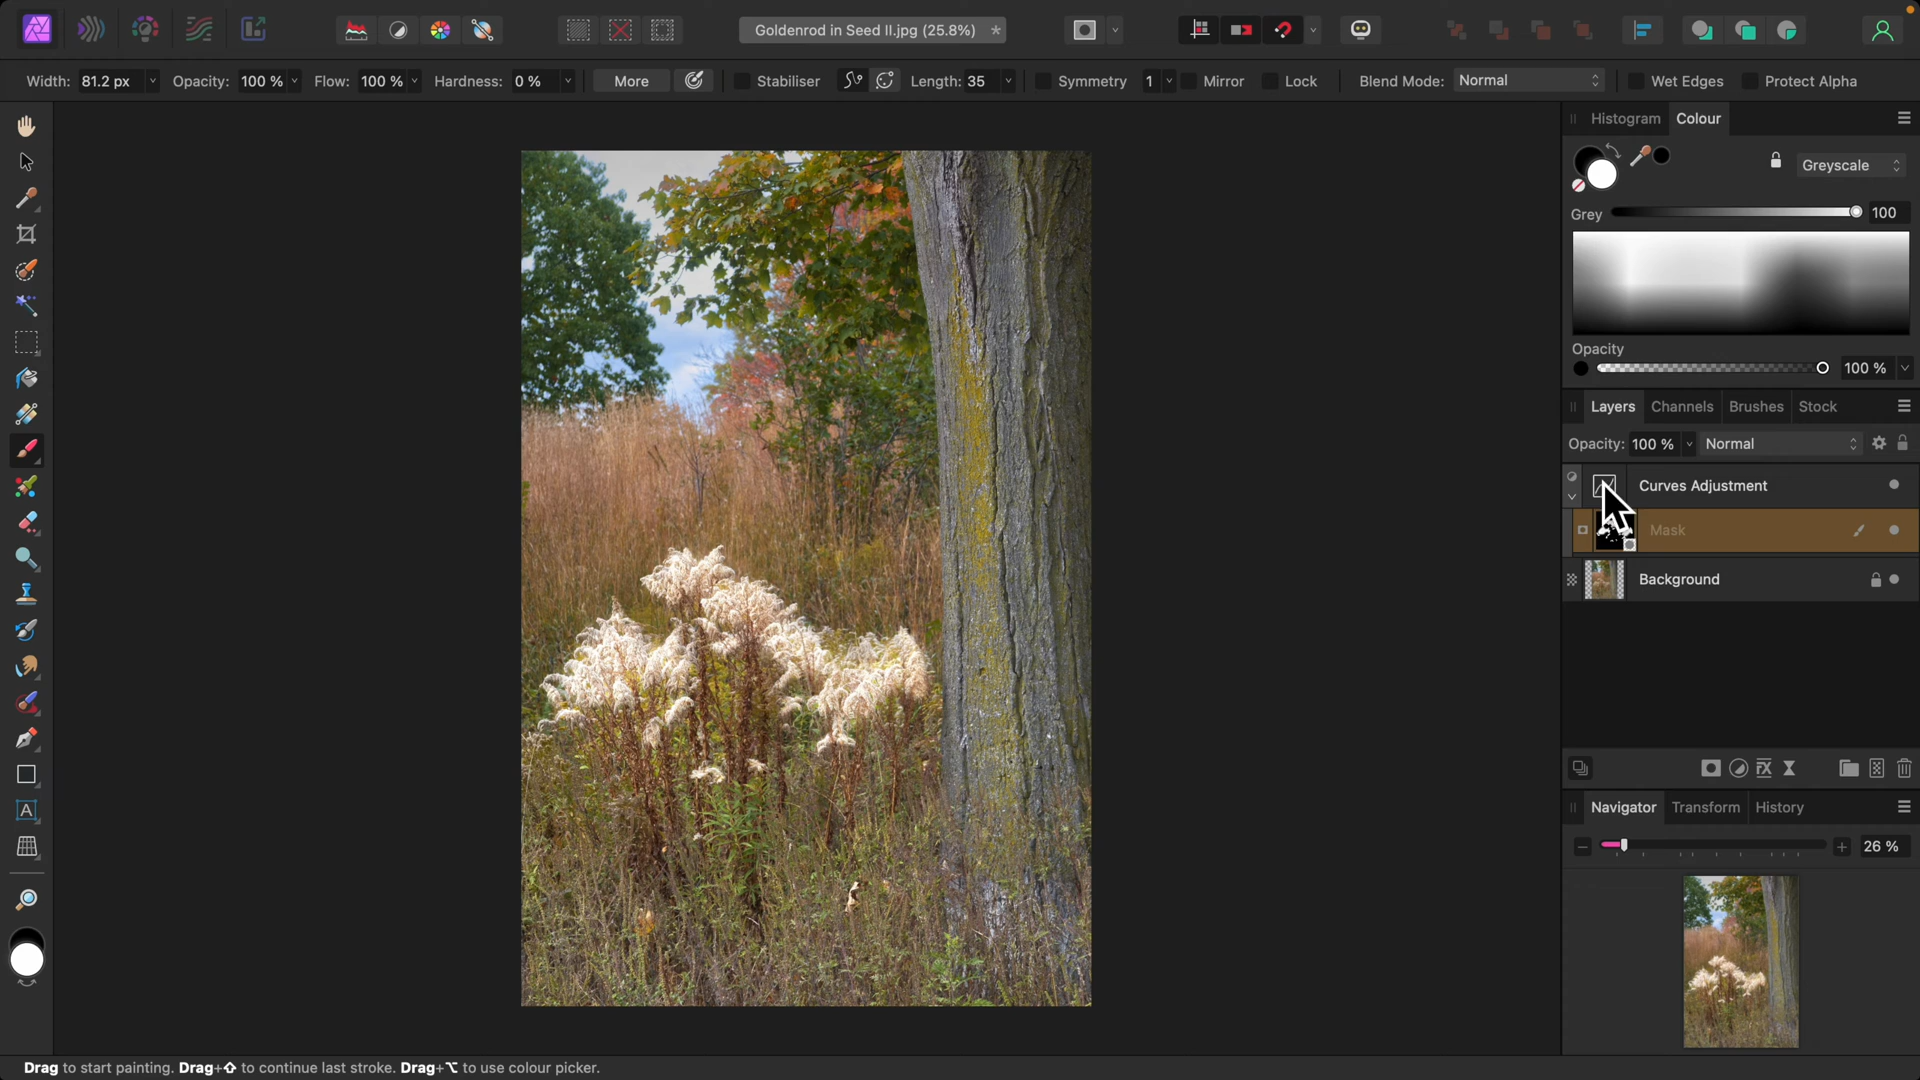 Goldenrod in Seed II.jpg (25.8%) *
Width: 81.2 px Opacity: 100 % Flow: 100 % Hardness: 0 % More Stabiliser Length: 35 Symmetry 1 Mirror Lock Blend Mode: Normal Wet Edges Protect Alpha
Histogram Colour
Greyscale
Grey 100
Opacity
100 %
Layers Channels Brushes Stock
Opacity: 100 % Normal
Curves Adjustment
Mask
Background
Navigator Transform History
26 %
A
Drag to start painting. Drag+⇧ to continue last stroke. Drag+⌥ to use colour picker.